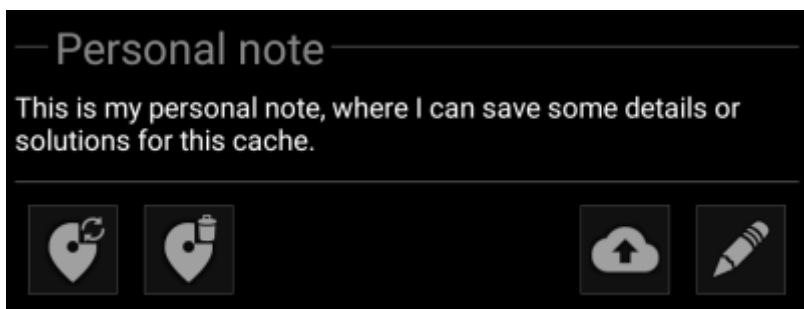 Personal note
This is my personal note, where I can save some details or
solutions for this cache.